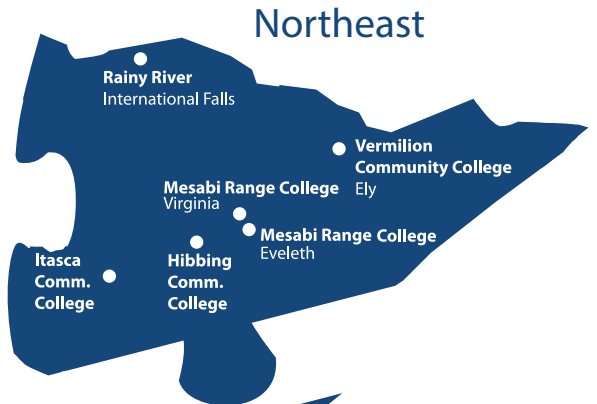 Northeast
Rainy River
International Falls
Vermilion
Community College
Ely
Mesabi Range College
Virginia
Mesabi Range College
Eveleth
Itasca
Comm.
College
Hibbing
Comm.
College